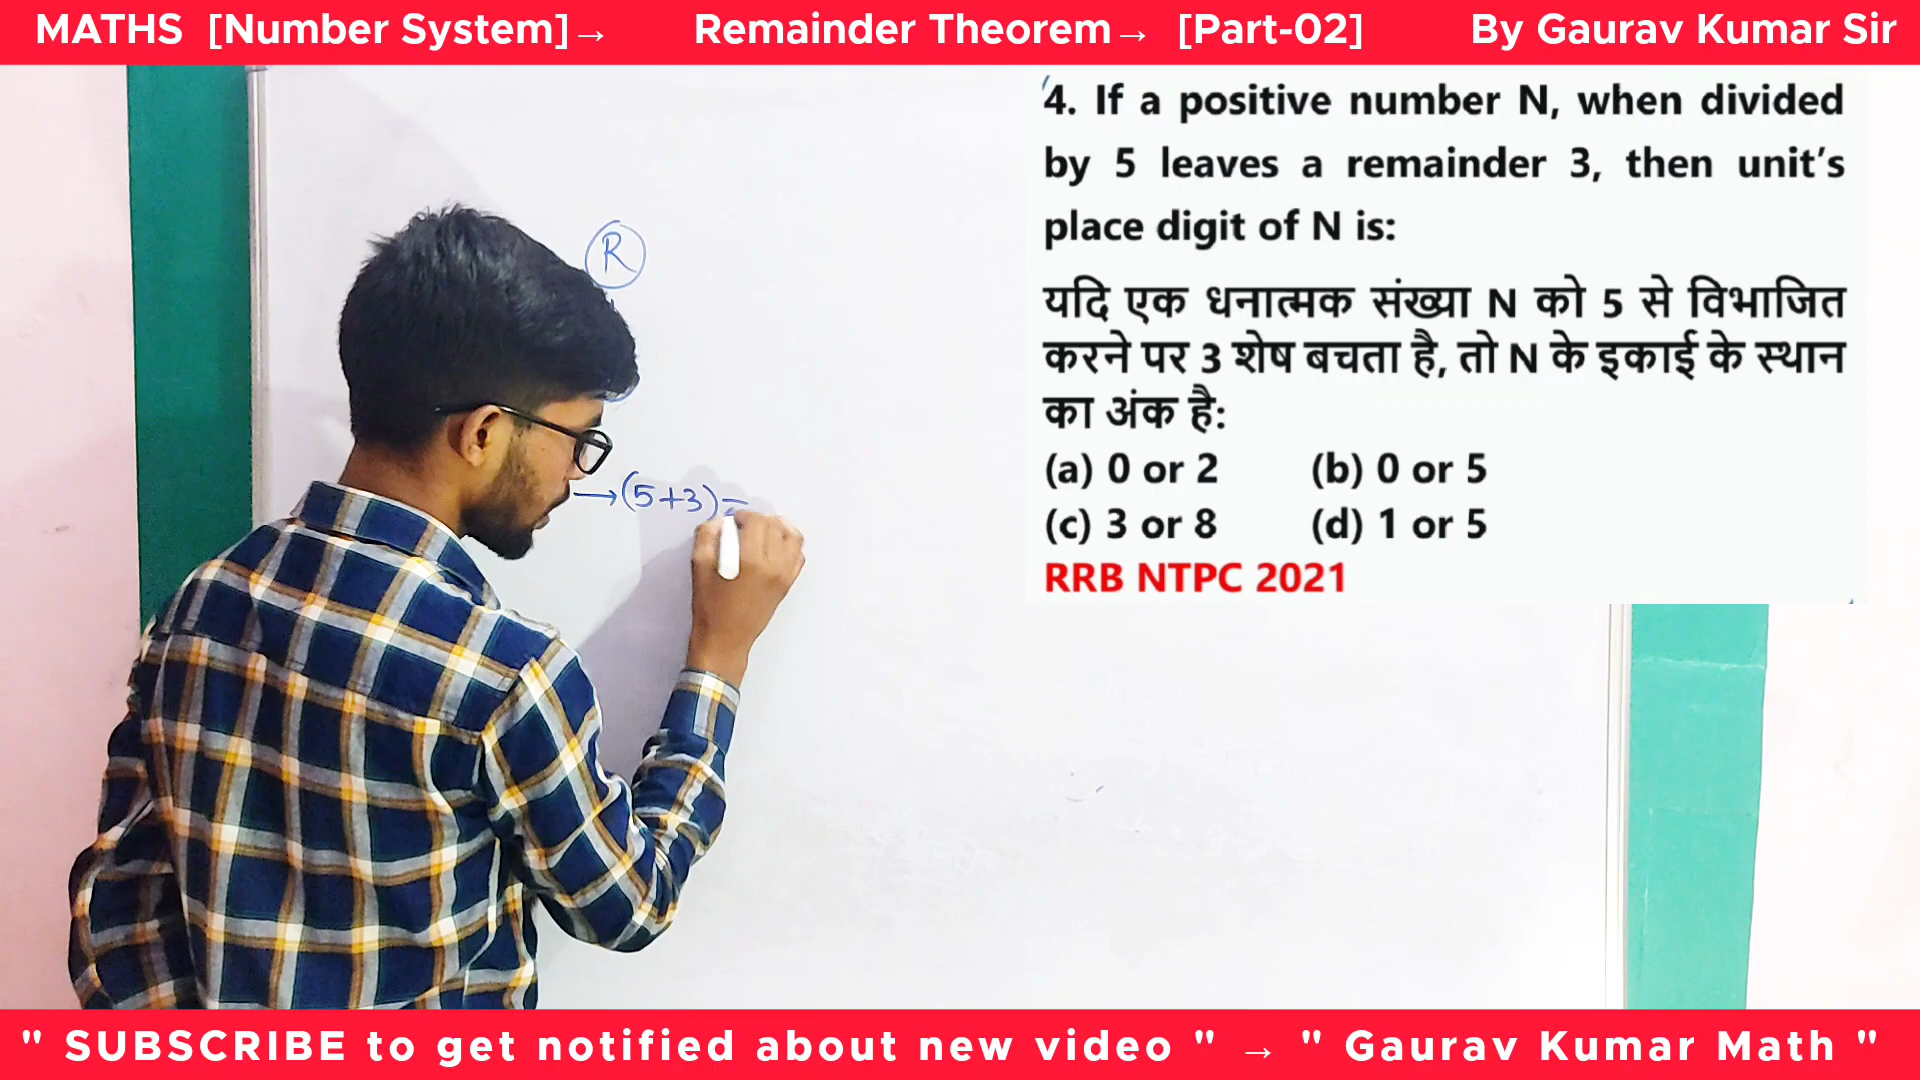 MATHS [Number System]→ Remainder Theorem→ [Part-02] By Gaurav Kumar Sir
4. If a positive number N, when divided
by 5 leaves a remainder 3, then unit's
place digit of N is:
यदि एक धनात्मक संख्या N को 5 से विभाजित
करने पर 3 शेष बचता है, तो N के इकाई के स्थान
का अंक है:
(a) 0 or 2 (b) 0 or 5
(c) 3 or 8 (d) 1 or 5
RRB NTPC 2021
R
→(5+3)=
" SUBSCRIBE to get notified about new video " → " Gaurav Kumar Math "